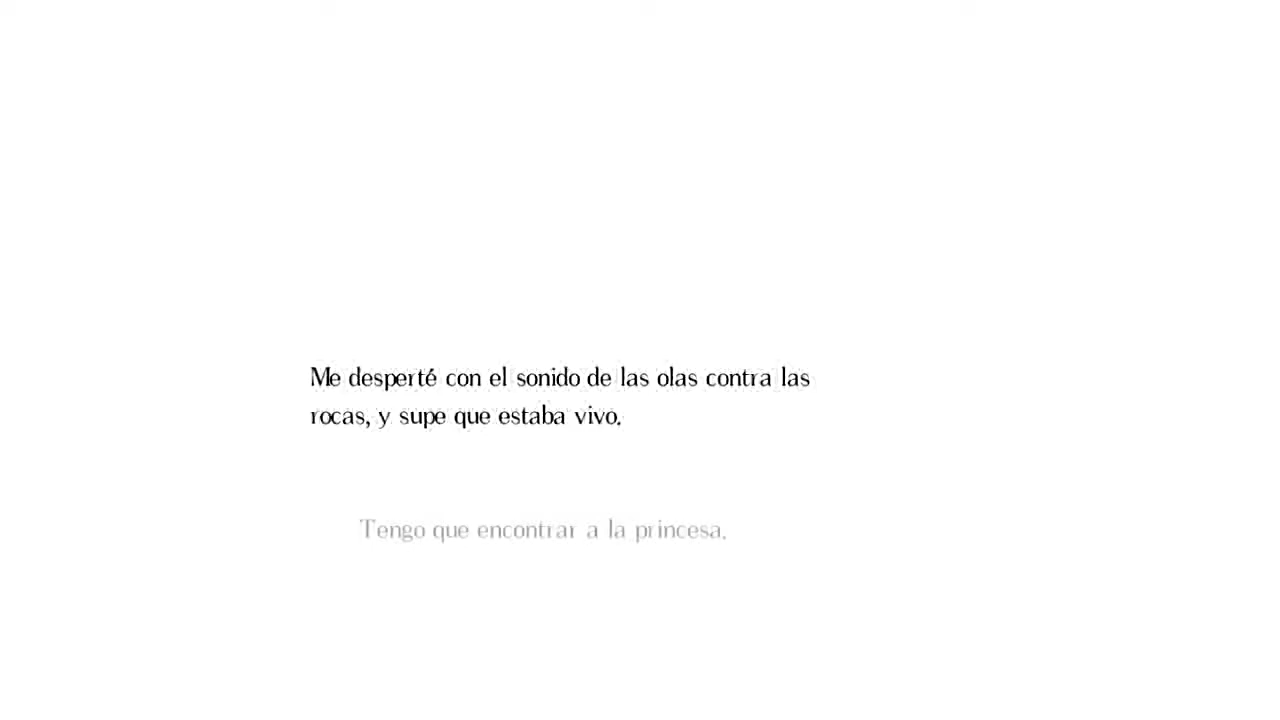 Me desperté con el sonido de las olas contra las
rocas, y supe que estaba vivo.
Tengo que encontrar a la princesa.